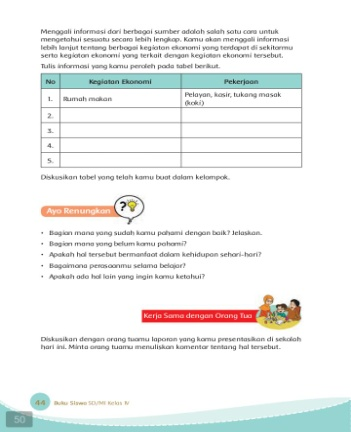 Menggali informasi dari berbagai sumber adalah salah satu cara untuk
mengetahui sesuatu secara lebih lengkap. Kamu akan menggali informasi
lebih lanjut tentang berbagai kegiatan ekonomi yang terdapat di sekitarmu
serta kegiatan ekonomi yang terkait dengan kegiatan ekonomi tersebut.
Tulis informasi yang kamu peroleh pada tabel berikut.
No Kegiatan Ekonomi Pekerjaan
1. Rumah makan Pelayan, kasir, tukang masak
(koki)
2.
3.
4.
5.
Diskusikan tabel yang telah kamu buat dalam kelompok.
Ayo Renungkan
• Bagian mana yang sudah kamu pahami dengan baik? Jelaskan.
• Bagian mana yang belum kamu pahami?
• Apakah hal tersebut bermanfaat dalam kehidupan sehari-hari?
• Bagaimana perasaanmu selama belajar?
• Apakah ada hal lain yang ingin kamu ketahui?
Kerja Sama dengan Orang Tua
Diskusikan dengan orang tuamu laporan yang kamu presentasikan di sekolah
hari ini. Minta orang tuamu menuliskan komentar tentang hal tersebut.
44 Buku Siswa SD/MI Kelas IV
50